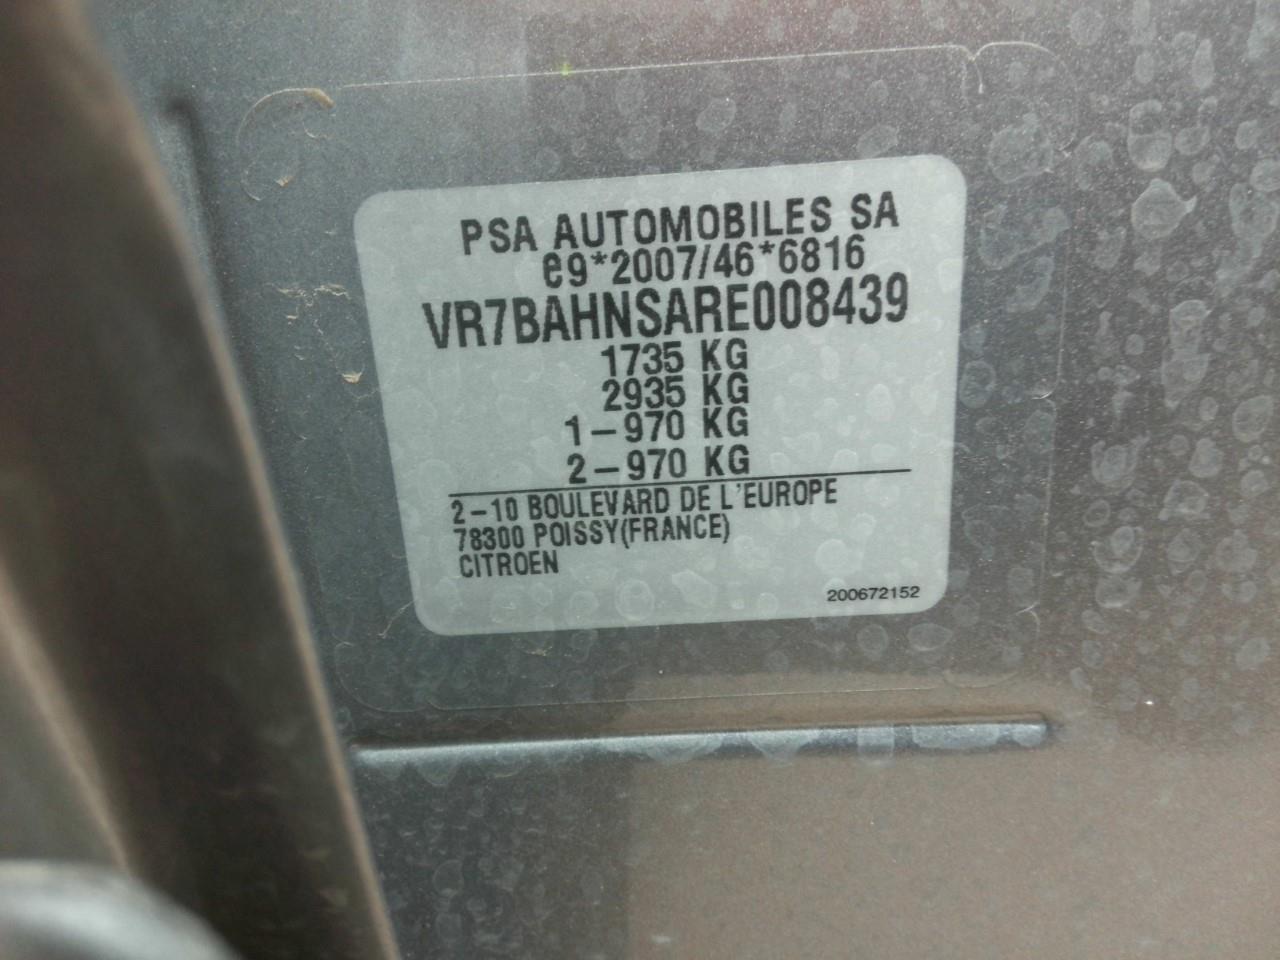 PSA AUTOMOBILES SA
e9*2007/46*6816
VR7BAHNSARE008439
1735 KG
2935 KG
1-970 KG
2-970 KG
2-10 BOULEVARD DE L'EUROPE
78300 POISSY(FRANCE)
CITROEN
200672152